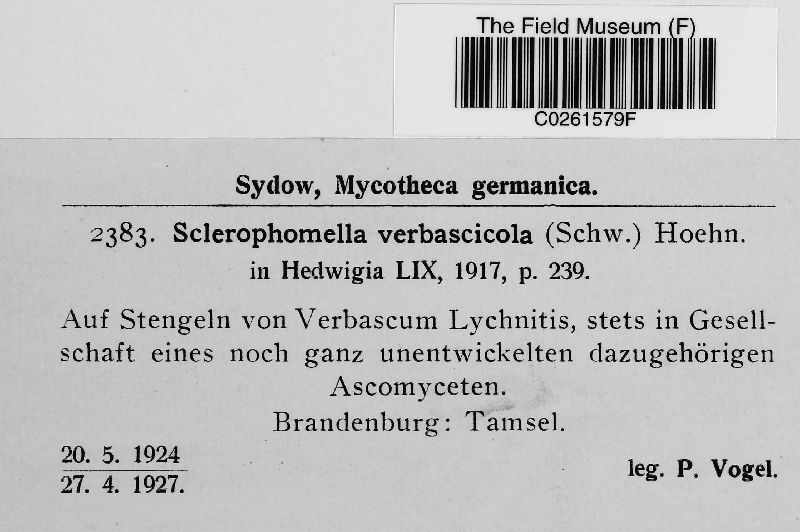 The Field Museum (F)
C0261579F
Sydow, Mycotheca germanica.
2383. Sclerophomella verbascicola (Schw.) Hoehn.
in Hedwigia LIX, 1917, p. 239.
Auf Stengeln von Verbascum Lychnitis, stets in Gesell-
schaft eines noch ganz unentwickelten dazugehörigen
Ascomyceten.
Brandenburg: Tamsel.
20. 5. 1924
27. 4. 1927.
leg. P. Vogel.